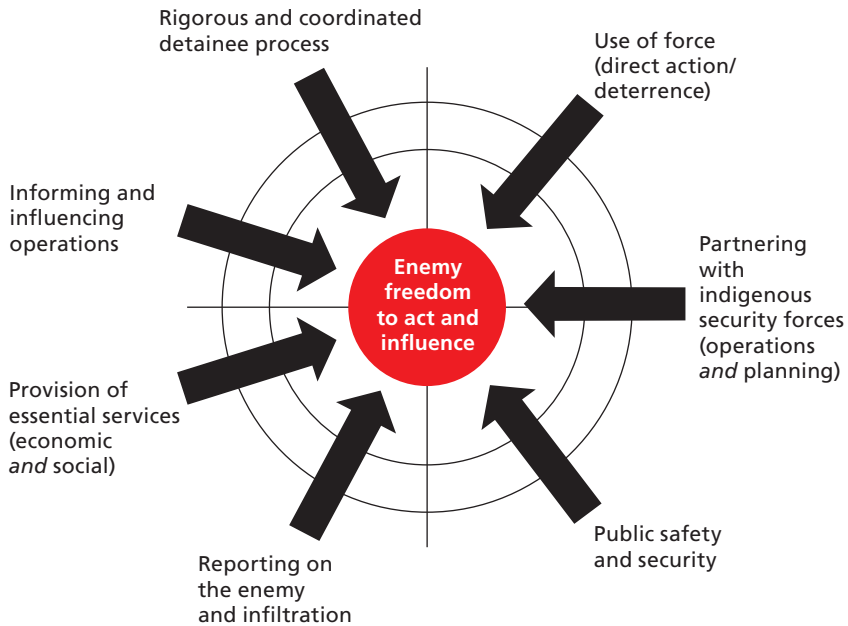 Rigorous and coordinated
detainee process
Use of force
(direct action/
deterrence)
Informing and
influencing
operations
Enemy
freedom
to act and
influence
Partnering
with
indigenous
security forces
(operations
and planning)
Provision of
essential services
(economic
and social)
Public safety
and security
Reporting on
the enemy
and infiltration